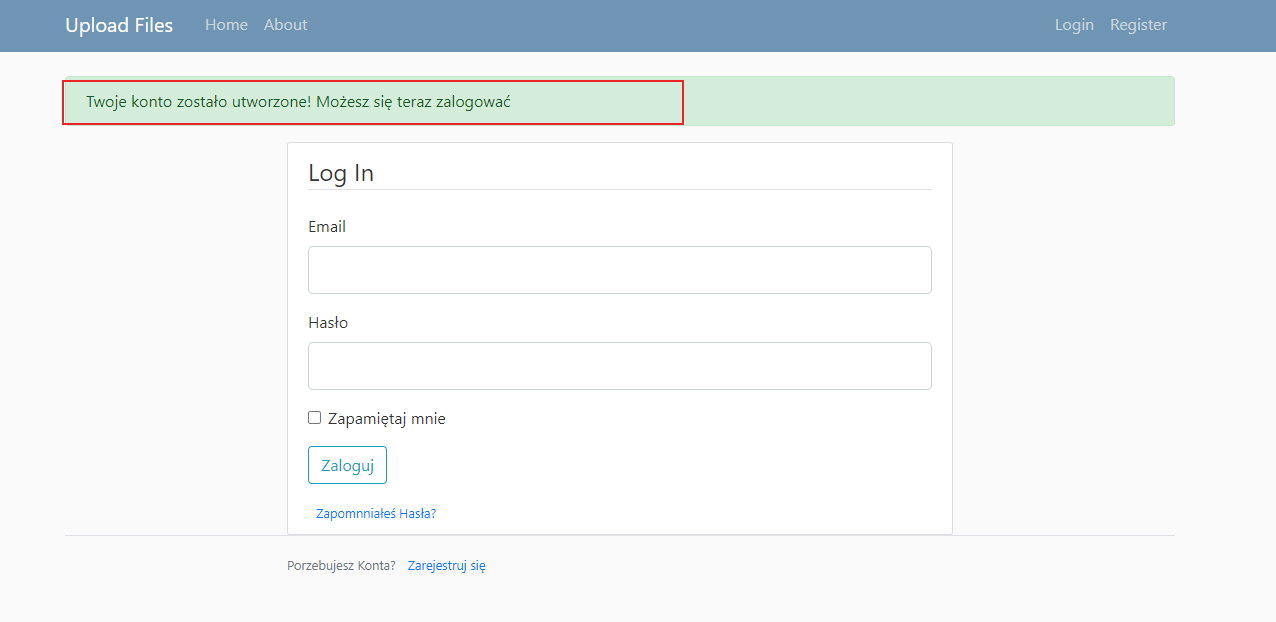 Upload Files Home About Login Register
Twoje konto zostało utworzone! Możesz się teraz zalogować
Log In
Email
Hasło
Zapamiętaj mnie
Zaloguj
Zapomnniałeś Hasła?
Porzebujesz Konta? Zarejestruj się